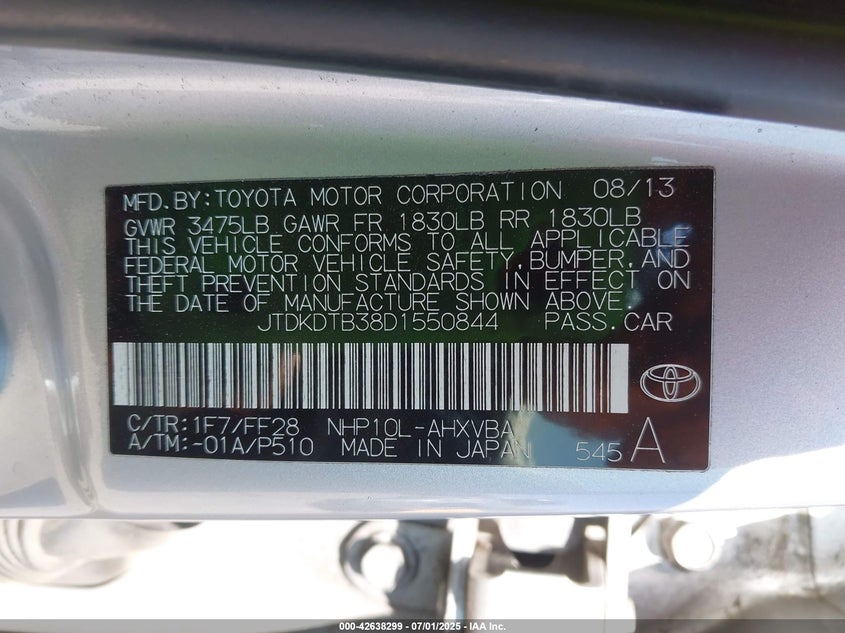 MFD.BY:TOYOTA MOTOR CORPORATION 08/13
GVWR 3475LB GAWR FR 1830LB RR 1830LB
THIS VEHICLE CONFORMS TO ALL APPLICABLE
FEDERAL MOTOR VEHICLE SAFETY,BUMPER,AND
THEFT PREVENTION STANDARDS IN EFFECT ON
THE DATE OF MANUFACTURE SHOWN ABOVE.
JTDKDTB38D1550844 PASS.CAR
C/TR:1F7/FF28 NHP10L-AHXVBA
A/TM:-01A/P510 MADE IN JAPAN 545 A
000-42638299 - 07/01/2025 - IAA Inc.